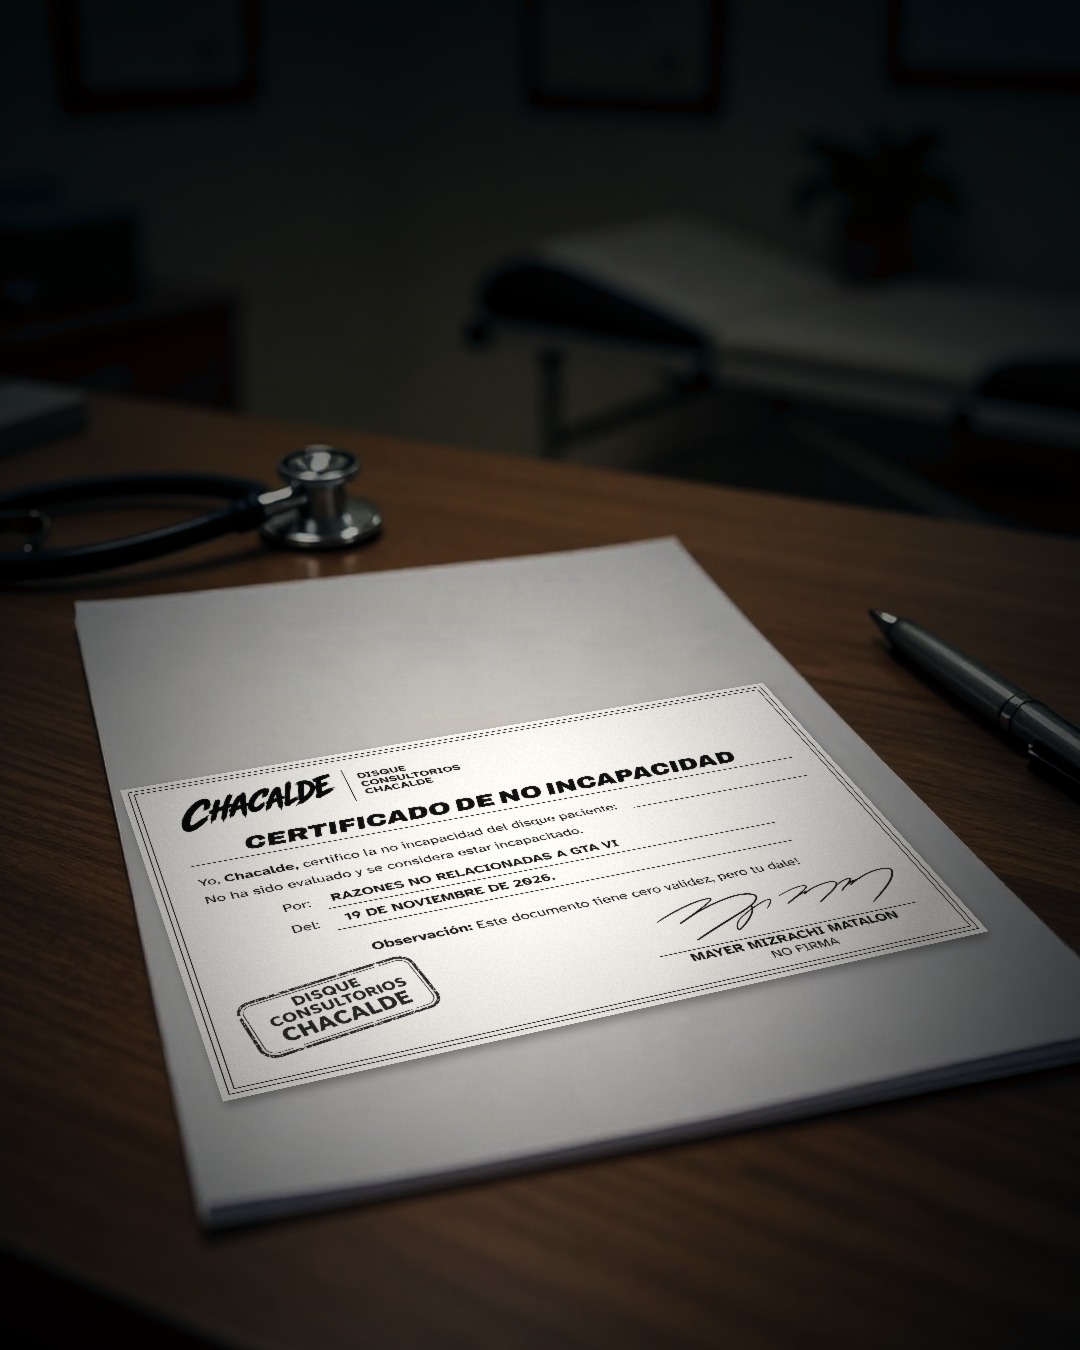 CHACALDE
DISQUE
CONSULTORIOS
CHACALDE
CERTIFICADO DE NO INCAPACIDAD
Yo, Chacalde, certifico la no incapacidad del disque paciente:
No ha sido evaluado y se considera estar incapacitado.
Por: RAZONES NO RELACIONADAS A GTA VI
Del: 19 DE NOVIEMBRE DE 2026.
Observación: Este documento tiene cero validez, pero tu dale!
MAYER MIZRACHI MATALON
NO FIRMA
DISQUE
CONSULTORIOS
CHACALDE